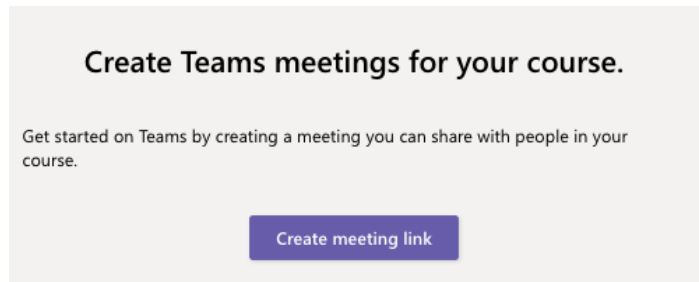 Create Teams meetings for your course.
Get started on Teams by creating a meeting you can share with people in your
course.
Create meeting link